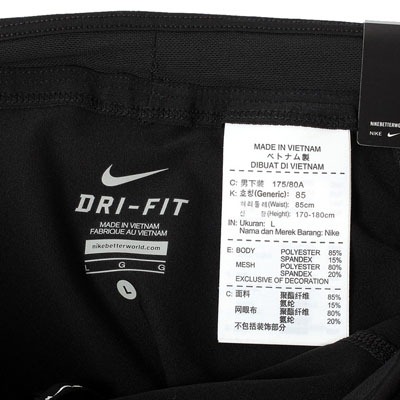 DRI-FIT
MADE IN VIETNAM
FABRIQUÉ AU VIETNAM
nikebetterworld.com
L G G
L
MADE IN VIETNAM
ベトナム製
DIBUAT DI VIETNAM
C: 男下装 175/80A
K: 호칭(Generic): 85
허리둘레(Waist): 85cm
신장(Height): 170-180cm
IN: Ukuran: L
Nama dan Merek Barang: Nike
E: BODY POLYESTER 85%
SPANDEX 15%
MESH POLYESTER 80%
SPANDEX 20%
EXCLUSIVE OF DECORATION
C: 面料 聚酯纤维 85%
氨纶 15%
网眼布 聚酯纤维 80%
氨纶 20%
不包括装饰部分
NIKEBETTERWORLD
NIKE